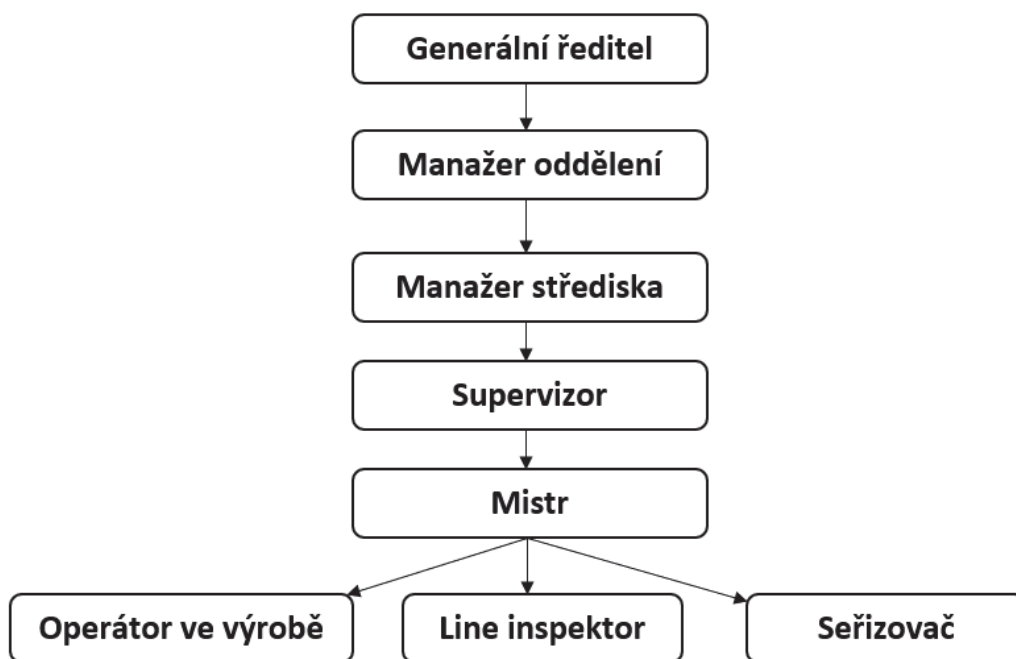 Generální ředitel
Manažer oddělení
Manažer střediska
Supervizor
Mistr
Operátor ve výrobě
Line inspektor
Seřizovač